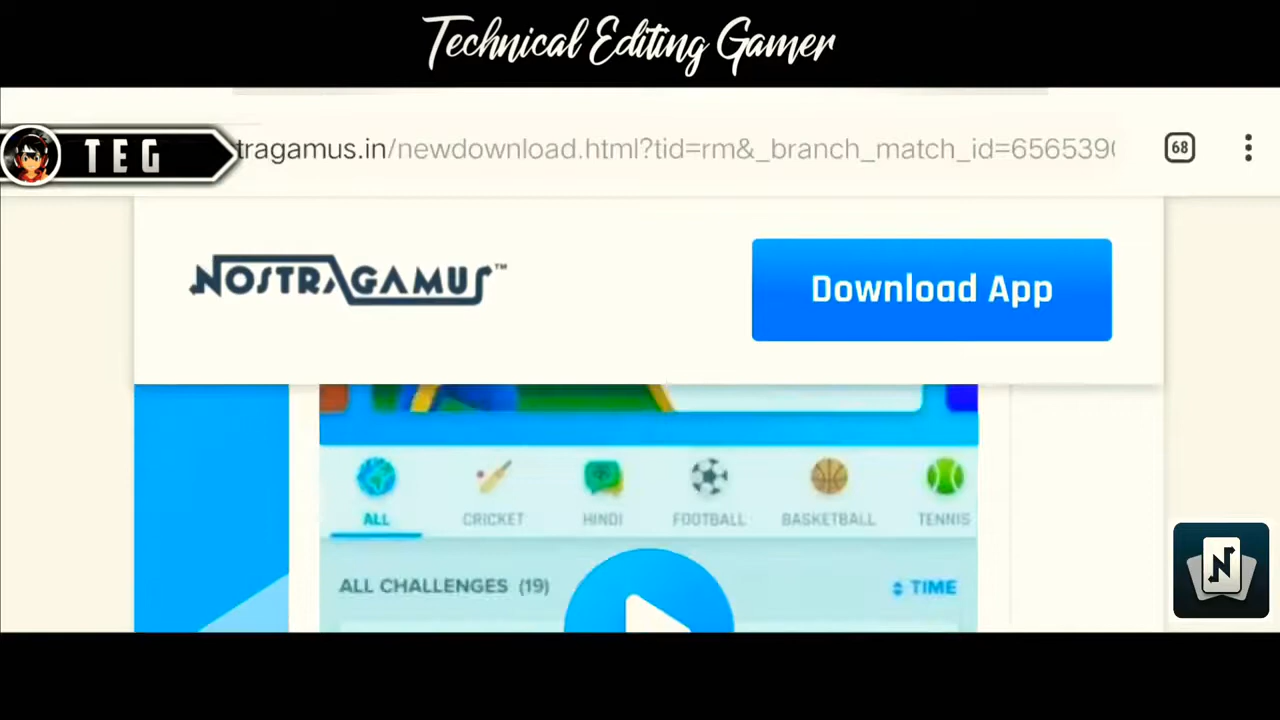 Technical Editing Gamer
TEG
tragamus.in/newdownload.html?tid=rm&_branch_match_id=656539
68
NOSTRAGAMUS™
Download App
ALL CRICKET HINDI FOOTBALL BASKETBALL TENNIS
ALL CHALLENGES (19) TIME
N